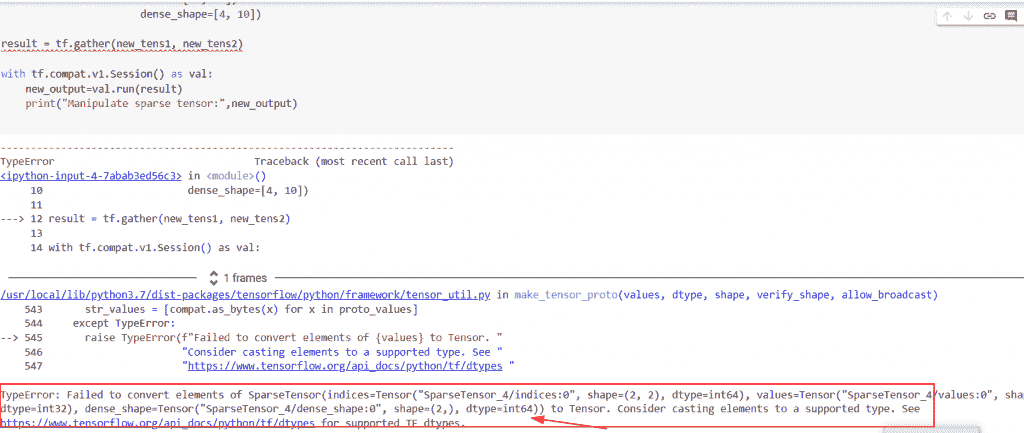 dense_shape=[4, 10])
result = tf.gather(new_tens1, new_tens2)
with tf.compat.v1.Session() as val:
new_output=val.run(result)
print("Manipulate sparse tensor:",new_output)
---------------------------------------------------------------------------
TypeError Traceback (most recent call last)
<ipython-input-4-7abab3ed56c3> in <module>()
10 dense_shape=[4, 10])
11
---> 12 result = tf.gather(new_tens1, new_tens2)
13
14 with tf.compat.v1.Session() as val:
1 frames
/usr/local/lib/python3.7/dist-packages/tensorflow/python/framework/tensor_util.py in make_tensor_proto(values, dtype, shape, verify_shape, allow_broadcast)
543 str_values = [compat.as_bytes(x) for x in proto_values]
544 except TypeError:
--> 545 raise TypeError(f"Failed to convert elements of {values} to Tensor. "
546 "Consider casting elements to a supported type. See "
547 "https://www.tensorflow.org/api_docs/python/tf/dtypes "
TypeError: Failed to convert elements of SparseTensor(indices=Tensor("SparseTensor_4/indices:0", shape=(2, 2), dtype=int64), values=Tensor("SparseTensor_4/values:0", sha
dtype=int32), dense_shape=Tensor("SparseTensor_4/dense_shape:0", shape=(2,), dtype=int64)) to Tensor. Consider casting elements to a supported type. See
https://www.tensorflow.org/api_docs/python/tf/dtypes for supported TF dtypes.